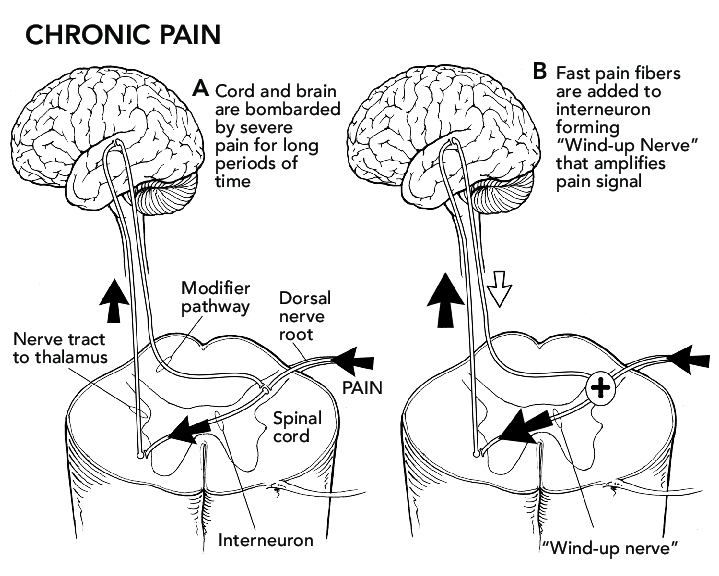 CHRONIC PAIN
A Cord and brain
are bombarded
by severe
pain for long
periods of
time
B Fast pain fibers
are added to
interneuron
forming
“Wind-up Nerve”
that amplifies
pain signal
Modifier
pathway
Dorsal
nerve
root
Nerve tract
to thalamus
PAIN
Spinal
cord
Interneuron
+
“Wind-up nerve”